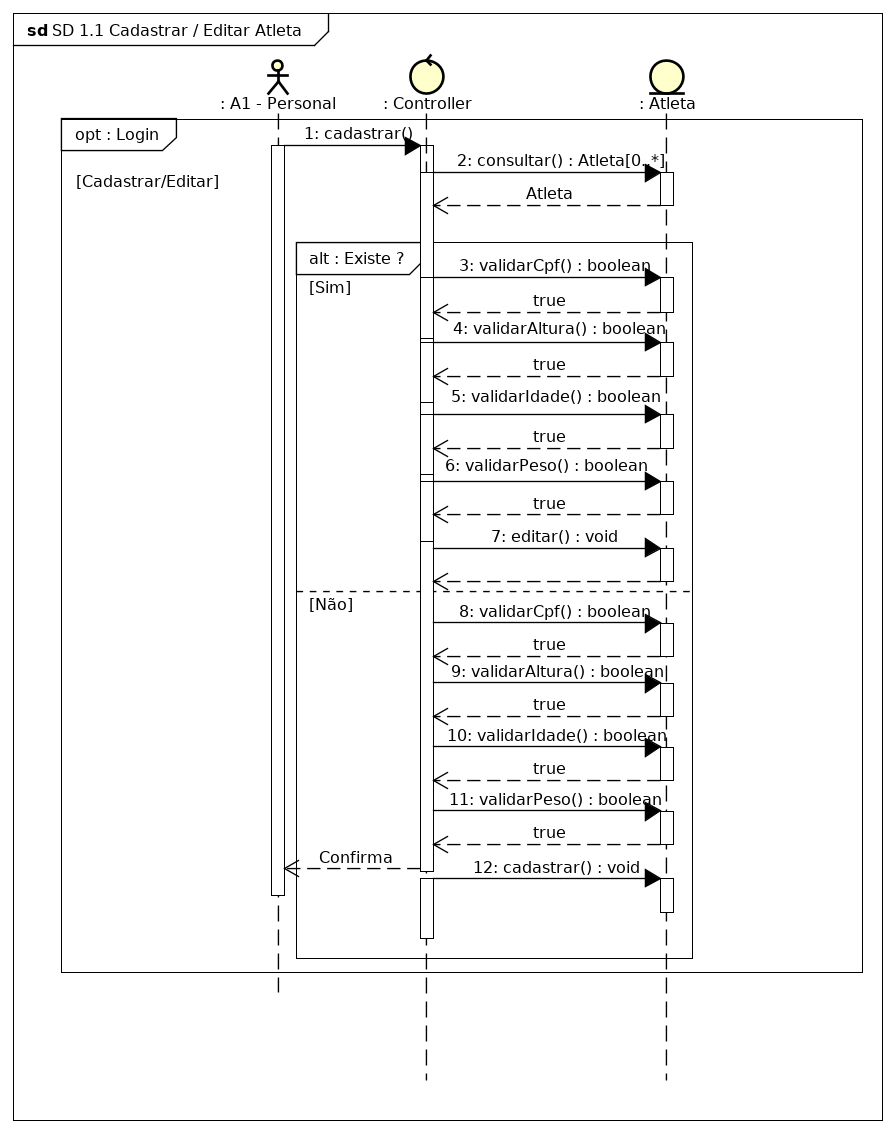 sd SD 1.1 Cadastrar / Editar Atleta
: A1 - Personal
: Controller
: Atleta
opt : Login
1: cadastrar()
2: consultar() : Atleta[0..*]
[Cadastrar/Editar]
Atleta
alt : Existe ?
3: validarCpf() : boolean
[Sim]
true
4: validarAltura() : boolean
true
5: validarIdade() : boolean
true
6: validarPeso() : boolean
true
7: editar() : void
[Não]
8: validarCpf() : boolean
true
9: validarAltura() : boolean
true
10: validarIdade() : boolean
true
11: validarPeso() : boolean
true
Confirma
12: cadastrar() : void